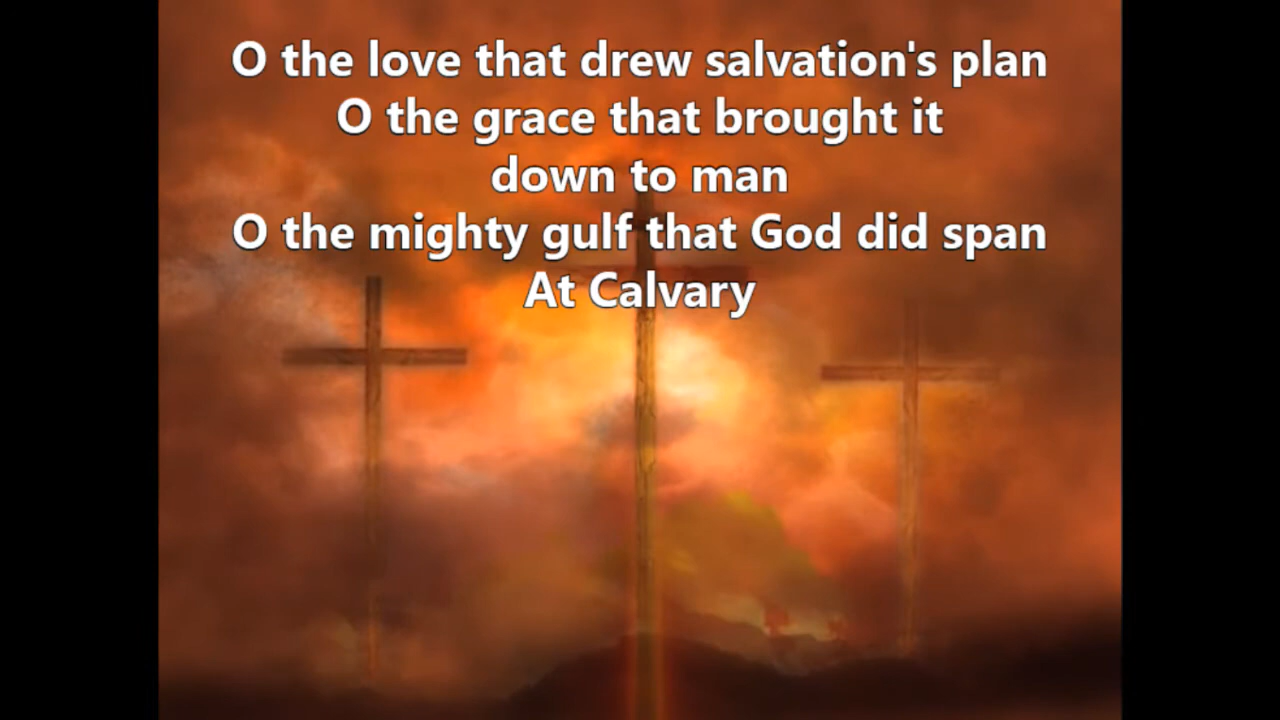 O the love that drew salvation's plan
O the grace that brought it
down to man
O the mighty gulf that God did span
At Calvary